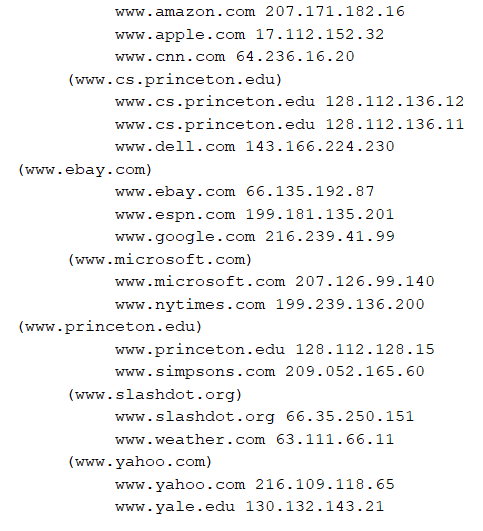 www.amazon.com 207.171.182.16
www.apple.com 17.112.152.32
www.cnn.com 64.236.16.20
(www.cs.princeton.edu)
www.cs.princeton.edu 128.112.136.12
www.cs.princeton.edu 128.112.136.11
www.dell.com 143.166.224.230
(www.ebay.com)
www.ebay.com 66.135.192.87
www.espn.com 199.181.135.201
www.google.com 216.239.41.99
(www.microsoft.com)
www.microsoft.com 207.126.99.140
www.nytimes.com 199.239.136.200
(www.princeton.edu)
www.princeton.edu 128.112.128.15
www.simpsons.com 209.052.165.60
(www.slashdot.org)
www.slashdot.org 66.35.250.151
www.weather.com 63.111.66.11
(www.yahoo.com)
www.yahoo.com 216.109.118.65
www.yale.edu 130.132.143.21